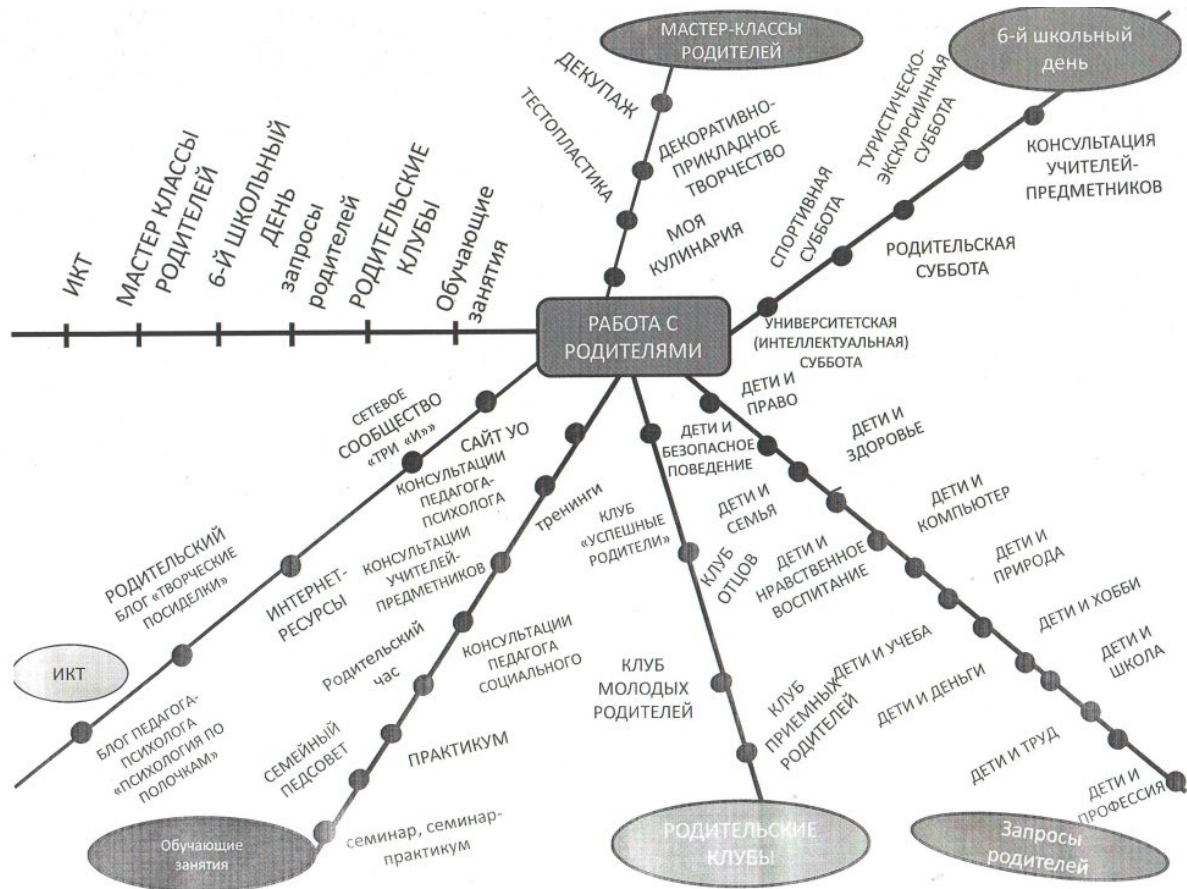 МАСТЕР-КЛАССЫ
РОДИТЕЛЕЙ
6-й школьный
день
ДЕКУПАЖ
ТЕСТОПЛАСТИКА
ДЕКОРАТИВНО-
ПРИКЛАДНОЕ
ТВОРЧЕСТВО
МОЯ
КУЛИНАРИЯ
ТУРИСТИЧЕСКО-
ЭКСКУРСИИННАЯ
СУББОТА
СПОРТИВНАЯ
СУББОТА
КОНСУЛЬТАЦИЯ
УЧИТЕЛЕЙ-
ПРЕДМЕТНИКОВ
РОДИТЕЛЬСКАЯ
СУББОТА
УНИВЕРСИТЕТСКАЯ
(ИНТЕЛЛЕКТУАЛЬНАЯ)
СУББОТА
ИКТ
МАСТЕР КЛАССЫ
РОДИТЕЛЕЙ
6-Й ШКОЛЬНЫЙ
ДЕНЬ
запросы
родителей
РОДИТЕЛЬСКИЕ
КЛУБЫ
Обучающие
занятия
РАБОТА С
РОДИТЕЛЯМИ
СЕТЕВОЕ
СООБЩЕСТВО
«ТРИ «И»»
САЙТ УО
РОДИТЕЛЬСКИЙ
БЛОГ «ТВОРЧЕСКИЕ
ПОСИДЕЛКИ»
ИНТЕРНЕТ-
РЕСУРСЫ
ИКТ
БЛОГ ПЕДАГОГА-
ПСИХОЛОГА
«ПСИХОЛОГИЯ ПО
ПОЛОЧКАМ»
КОНСУЛЬТАЦИИ
ПЕДАГОГА-
ПСИХОЛОГА
тренинги
КОНСУЛЬТАЦИИ
УЧИТЕЛЕЙ-
ПРЕДМЕТНИКОВ
КОНСУЛЬТАЦИИ
ПЕДАГОГА
СОЦИАЛЬНОГО
Родительский
час
ПРАКТИКУМ
СЕМЕЙНЫЙ
ПЕДСОВЕТ
семинар, семинар-
практикум
Обучающие
занятия
КЛУБ
«УСПЕШНЫЕ
РОДИТЕЛИ»
КЛУБ
ОТЦОВ
КЛУБ
МОЛОДЫХ
РОДИТЕЛЕЙ
КЛУБ
ПРИЕМНЫХ
РОДИТЕЛЕЙ
РОДИТЕЛЬСКИЕ
КЛУБЫ
ДЕТИ И
ПРАВО
ДЕТИ И
БЕЗОПАСНОЕ
ПОВЕДЕНИЕ
ДЕТИ И
ЗДОРОВЬЕ
ДЕТИ И
СЕМЬЯ
ДЕТИ И
КОМПЬЮТЕР
ДЕТИ И
НРАВСТВЕННОЕ
ВОСПИТАНИЕ
ДЕТИ И
ПРИРОДА
ДЕТИ И УЧЕБА
ДЕТИ И ХОББИ
ДЕТИ И ДЕНЬГИ
ДЕТИ И
ШКОЛА
ДЕТИ И ТРУД
ДЕТИ И
ПРОФЕССИЯ
Запросы
родителей